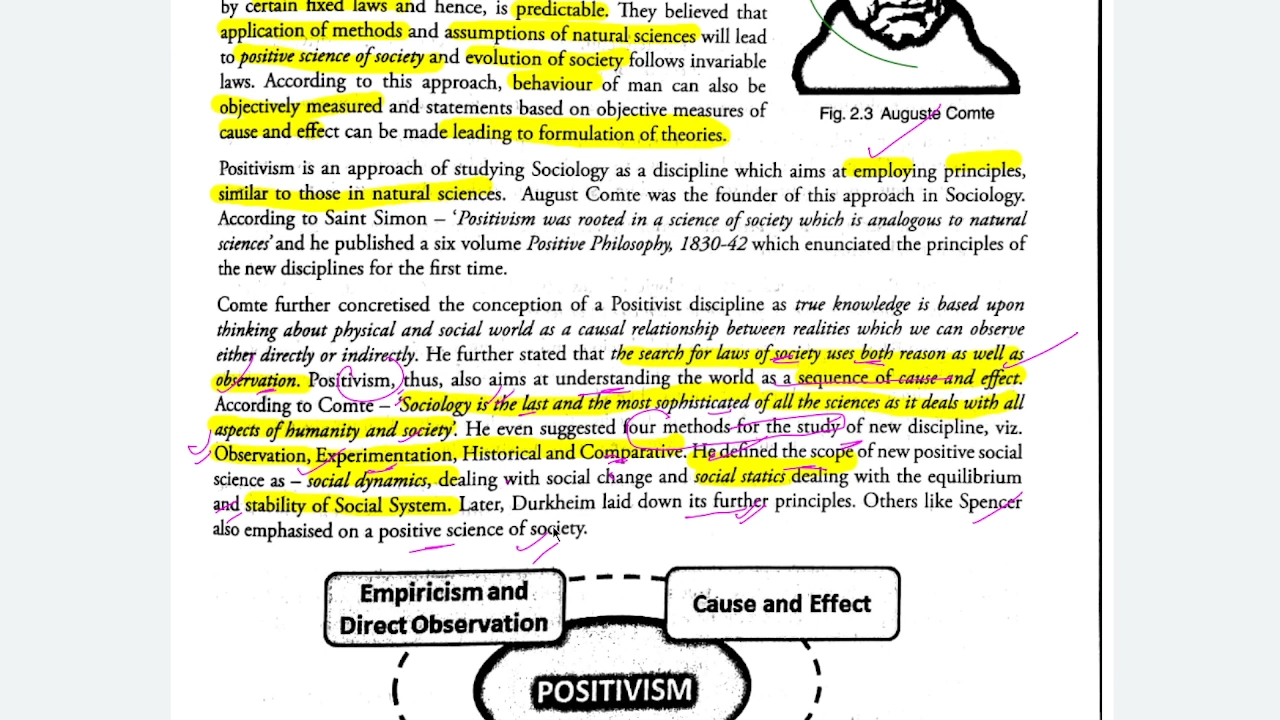 by certain fixed laws and hence, is predictable. They believed that
application of methods and assumptions of natural sciences will lead
to positive science of society and evolution of society follows invariable
laws. According to this approach, behaviour of man can also be
objectively measured and statements based on objective measures of
cause and effect can be made leading to formulation of theories.
Fig. 2.3 Auguste Comte
Positivism is an approach of studying Sociology as a discipline which aims at employing principles,
similar to those in natural sciences. August Comte was the founder of this approach in Sociology.
According to Saint Simon – 'Positivism was rooted in a science of society which is analogous to natural
sciences' and he published a six volume Positive Philosophy, 1830-42 which enunciated the principles of
the new disciplines for the first time.
Comte further concretised the conception of a Positivist discipline as true knowledge is based upon
thinking about physical and social world as a causal relationship between realities which we can observe
either directly or indirectly. He further stated that the search for laws of society uses both reason as well as
observation. Positivism, thus, also aims at understanding the world as a sequence of cause and effect.
According to Comte – 'Sociology is the last and the most sophisticated of all the sciences as it deals with all
aspects of humanity and society'. He even suggested four methods for the study of new discipline, viz.
Observation, Experimentation, Historical and Comparative. He defined the scope of new positive social
science as – social dynamics, dealing with social change and social statics dealing with the equilibrium
and stability of Social System. Later, Durkheim laid down its further principles. Others like Spencer
also emphasised on a positive science of society.
Empiricism and
Direct Observation
Cause and Effect
POSITIVISM